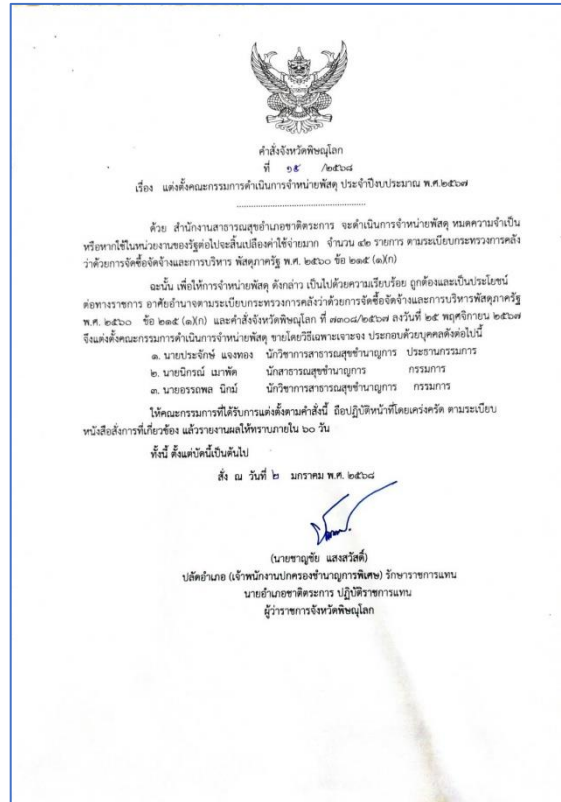 คำสั่งจังหวัดพิษณุโลก
ที่ ๑๕ /๒๕๖๘
เรื่อง แต่งตั้งคณะกรรมการดำเนินการจำหน่ายพัสดุ ประจำปีงบประมาณ พ.ศ.๒๕๖๗
ด้วย สำนักงานสาธารณสุขอำเภอชาติตระการ จะดำเนินการจำหน่ายพัสดุ หมดความจำเป็น
หรือหากใช้ในหน่วยงานของรัฐต่อไปจะสิ้นเปลืองค่าใช้จ่ายมาก จำนวน ๔๒ รายการ ตามระเบียบกระทรวงการคลัง
ว่าด้วยการจัดซื้อจัดจ้างและการบริหาร พัสดุภาครัฐ พ.ศ. ๒๕๖๐ ข้อ ๒๑๕ (๑)(ก)
ฉะนั้น เพื่อให้การจำหน่ายพัสดุ ดังกล่าว เป็นไปด้วยความเรียบร้อย ถูกต้องและเป็นประโยชน์
ต่อทางราชการ อาศัยอำนาจตามระเบียบกระทรวงการคลังว่าด้วยการจัดซื้อจัดจ้างและการบริหารพัสดุภาครัฐ
พ.ศ. ๒๕๖๐ ข้อ ๒๑๕ (๑)(ก) และคำสั่งจังหวัดพิษณุโลก ที่ ๗๓๐๘/๒๕๖๗ ลงวันที่ ๒๕ พฤศจิกายน ๒๕๖๗
จึงแต่งตั้งคณะกรรมการดำเนินการจำหน่ายพัสดุ ขายโดยวิธีเฉพาะเจาะจง ประกอบด้วยบุคคลดังต่อไปนี้
๑. นายประจักษ์ แจงทอง นักวิชาการสาธารณสุขชำนาญการ ประธานกรรมการ
๒. นายนิกรณ์ เมาพัด นักสาธารณสุขชำนาญการ กรรมการ
๓. นายอรรถพล นิกม์ นักวิชาการสาธารณสุขชำนาญการ กรรมการ
ให้คณะกรรมการที่ได้รับการแต่งตั้งตามคำสั่งนี้ ถือปฏิบัติหน้าที่โดยเคร่งครัด ตามระเบียบ
หนังสือสั่งการที่เกี่ยวข้อง แล้วรายงานผลให้ทราบภายใน ๖๐ วัน
ทั้งนี้ ตั้งแต่บัดนี้เป็นต้นไป
สั่ง ณ วันที่ ๒ มกราคม พ.ศ. ๒๕๖๘
(นายชาญชัย แสงสวัสดิ์)
ปลัดอำเภอ (เจ้าพนักงานปกครองชำนาญการพิเศษ) รักษาราชการแทน
นายอำเภอชาติตระการ ปฏิบัติราชการแทน
ผู้ว่าราชการจังหวัดพิษณุโลก